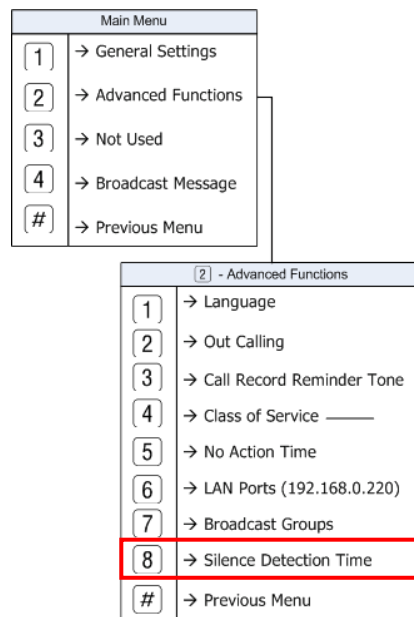 Main Menu
1 → General Settings
2 → Advanced Functions
3 → Not Used
4 → Broadcast Message
# → Previous Menu
2 - Advanced Functions
1 → Language
2 → Out Calling
3 → Call Record Reminder Tone
4 → Class of Service
5 → No Action Time
6 → LAN Ports (192.168.0.220)
7 → Broadcast Groups
8 → Silence Detection Time
# → Previous Menu